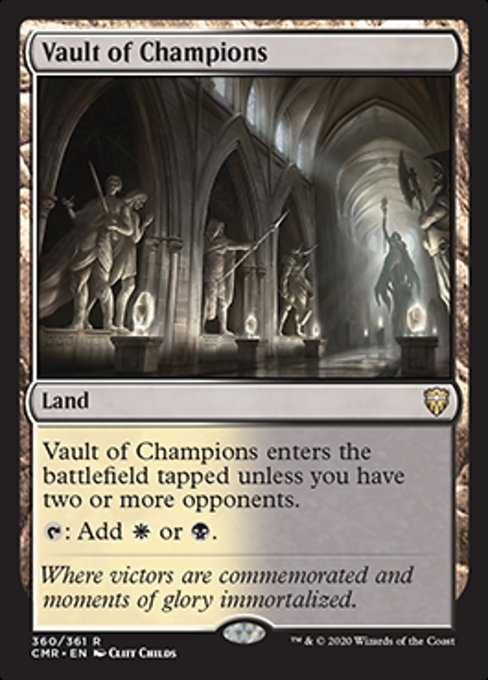 Vault of Champions
Land
Vault of Champions enters the
battlefield tapped unless you have
two or more opponents.
: Add or .
Where victors are commemorated and
moments of glory immortalized.
360/361 R
CMR • EN Cliff Childs
™ & © 2020 Wizards of the Coast